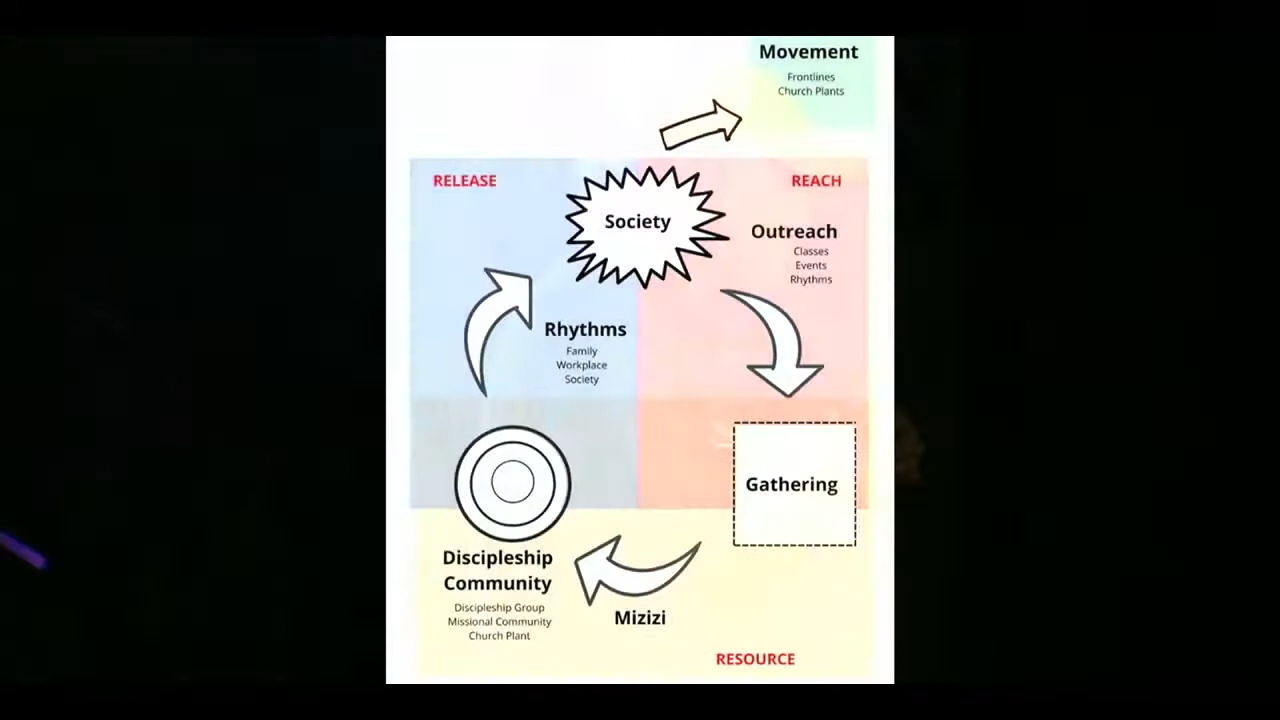 Movement
Frontlines
Church Plants
RELEASE
REACH
Society
Outreach
Classes
Events
Rhythms
Rhythms
Family
Workplace
Society
Gathering
Discipleship
Community
Discipleship Group
Missional Community
Church Plant
Mizizi
RESOURCE